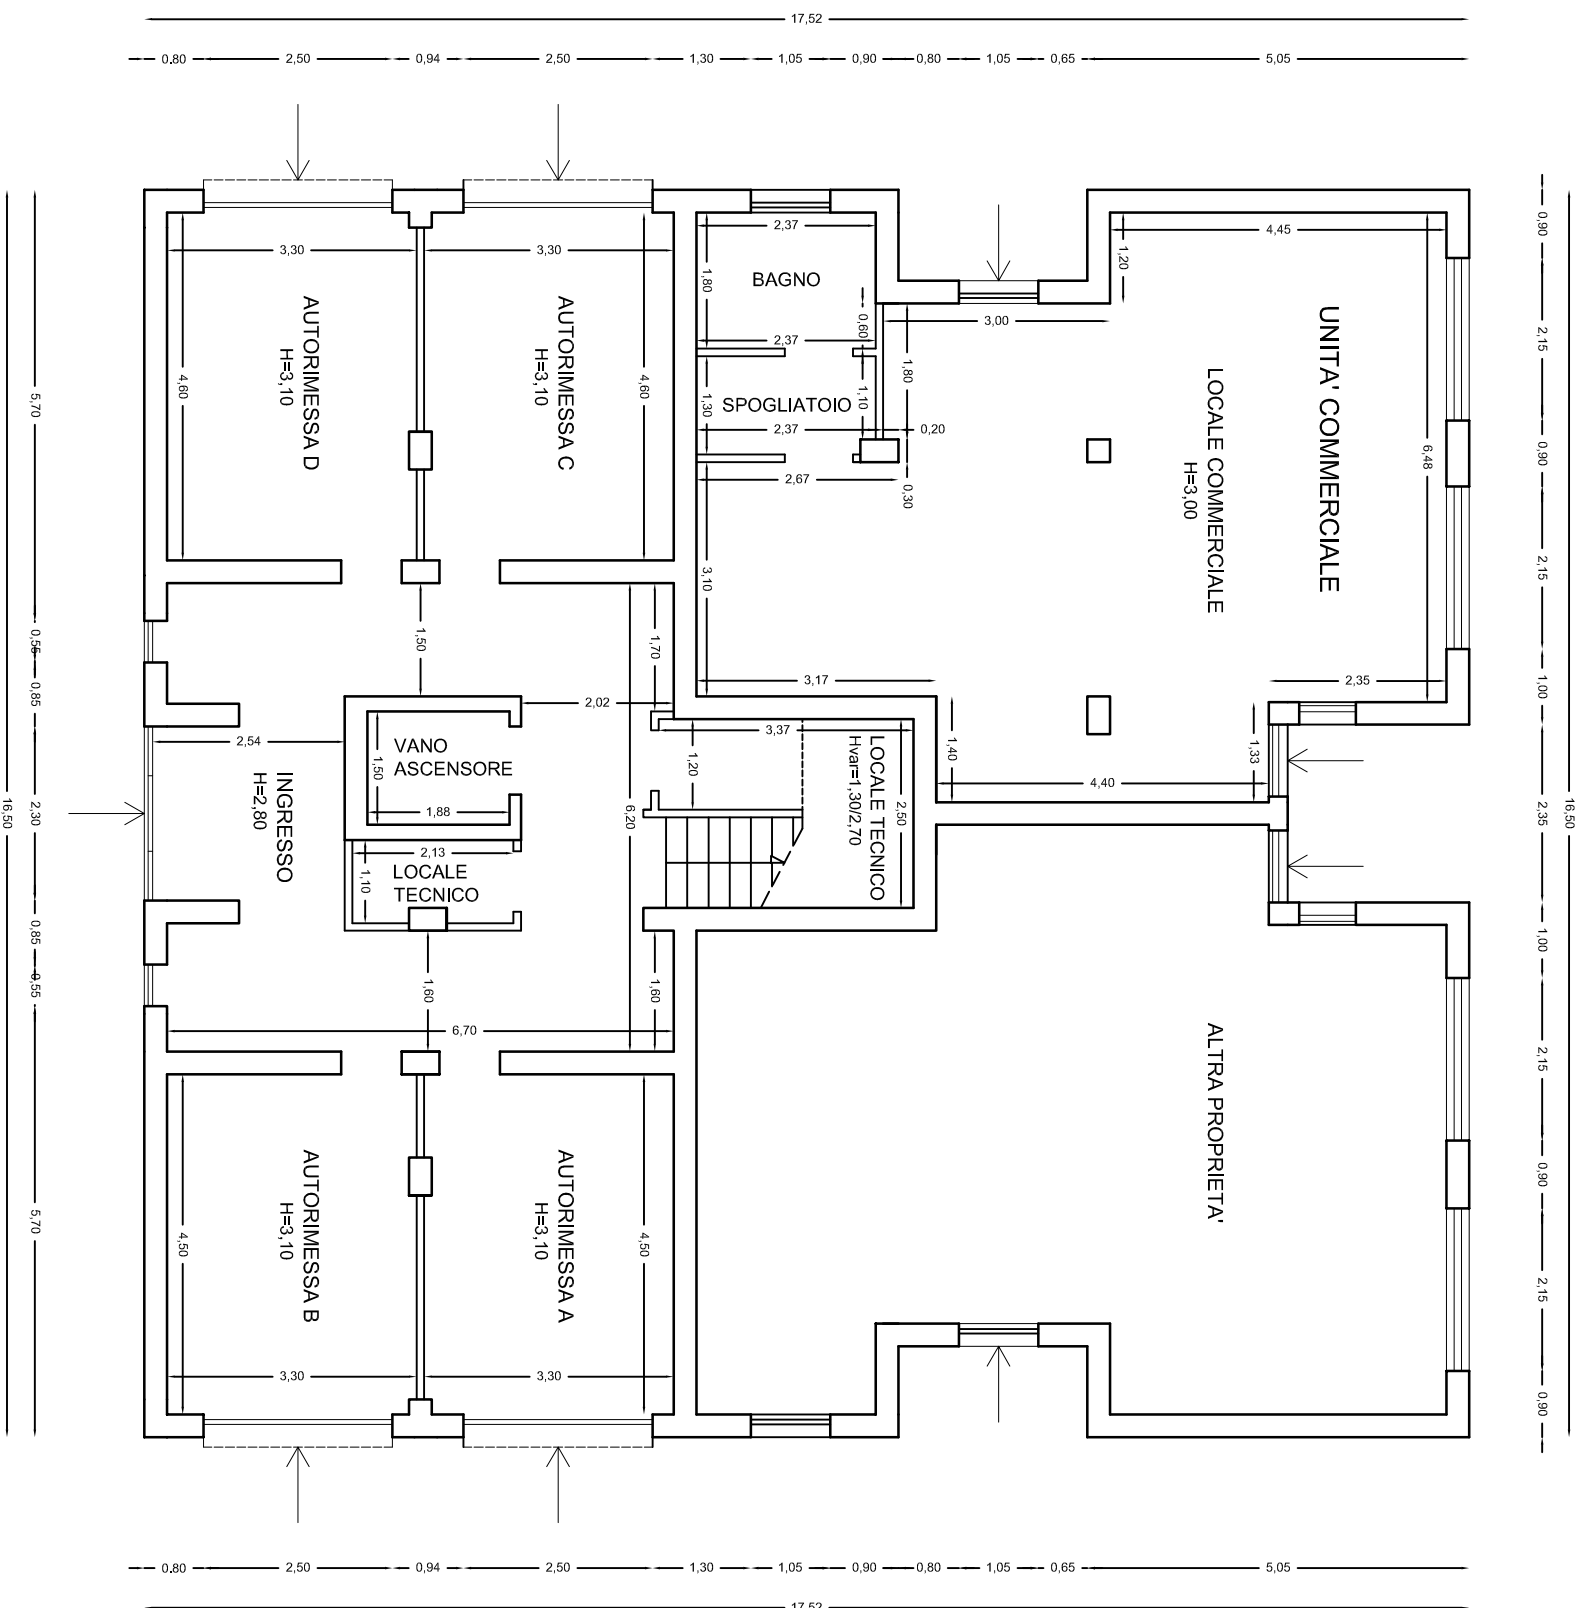 17,52
0,80 2,50 0,94 2,50 1,30 1,05 0,90 0,80 1,05 0,65 5,05
16,50
5,70 0,55 0,85 2,30 0,85 0,55 5,70
3,30
4,60
AUTORIMESSA D
H=3,10
3,30
4,60
AUTORIMESSA C
H=3,10
2,37
BAGNO
1,80
0,60
2,37
1,30
1,10
SPOGLIATOIO
2,37
0,20
1,80
2,67
0,30
3,00
1,20
4,45
UNITA' COMMERCIALE
LOCALE COMMERCIALE
H=3,00
6,48
3,10
3,17
2,35
1,40
1,33
4,40
1,50
1,70
2,02
2,54
VANO
ASCENSORE
1,50
1,88
INGRESSO
H=2,80
2,13
1,10
LOCALE
TECNICO
6,20
3,37
1,20
LOCALE TECNICO
Hvar=1,30/2,70
2,50
1,60
1,60
6,70
4,50
AUTORIMESSA B
H=3,10
3,30
4,50
AUTORIMESSA A
H=3,10
3,30
ALTRA PROPRIETA'
0,90 2,15 0,90 2,15 1,00 2,35 1,00 2,15 0,90 2,15 0,90
16,50
0,80 2,50 0,94 2,50 1,30 1,05 0,90 0,80 1,05 0,65 5,05
17,52